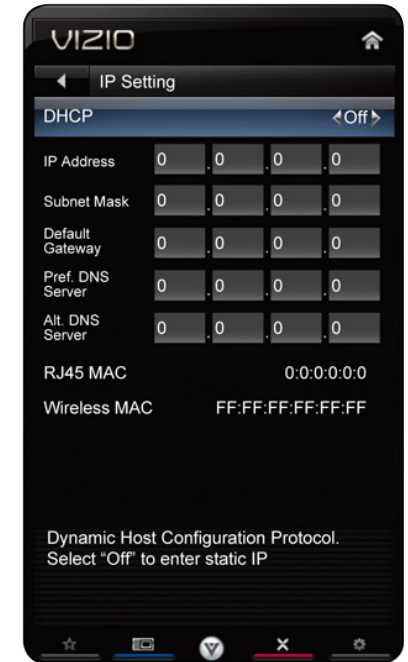 VIZIO
IP Setting
DHCP Off
IP Address 0 . 0 . 0 . 0
Subnet Mask 0 . 0 . 0 . 0
Default
Gateway 0 . 0 . 0 . 0
Pref. DNS
Server 0 . 0 . 0 . 0
Alt. DNS
Server 0 . 0 . 0 . 0
RJ45 MAC 0:0:0:0:0:0
Wireless MAC FF:FF:FF:FF:FF:FF
Dynamic Host Configuration Protocol.
Select “Off” to enter static IP
V